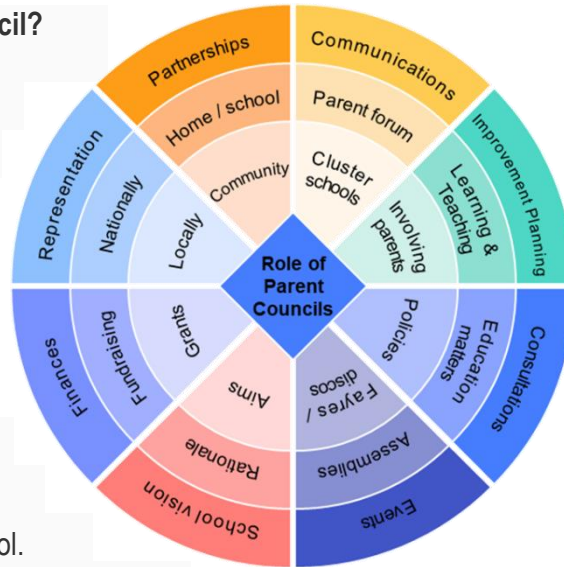 cil?
Partnerships
Home / school
Community
Communications
Parent forum
Cluster
schools
Improvement Planning
Learning &
Teaching
Involving
parents
Consultations
Education
matters
Policies
Events
Assemblies
Fayres /
discos
School vision
Rationale
Aims
Finances
Fundraising
Grants
Representation
Nationally
Locally
Role of
Parent
Councils
ol.